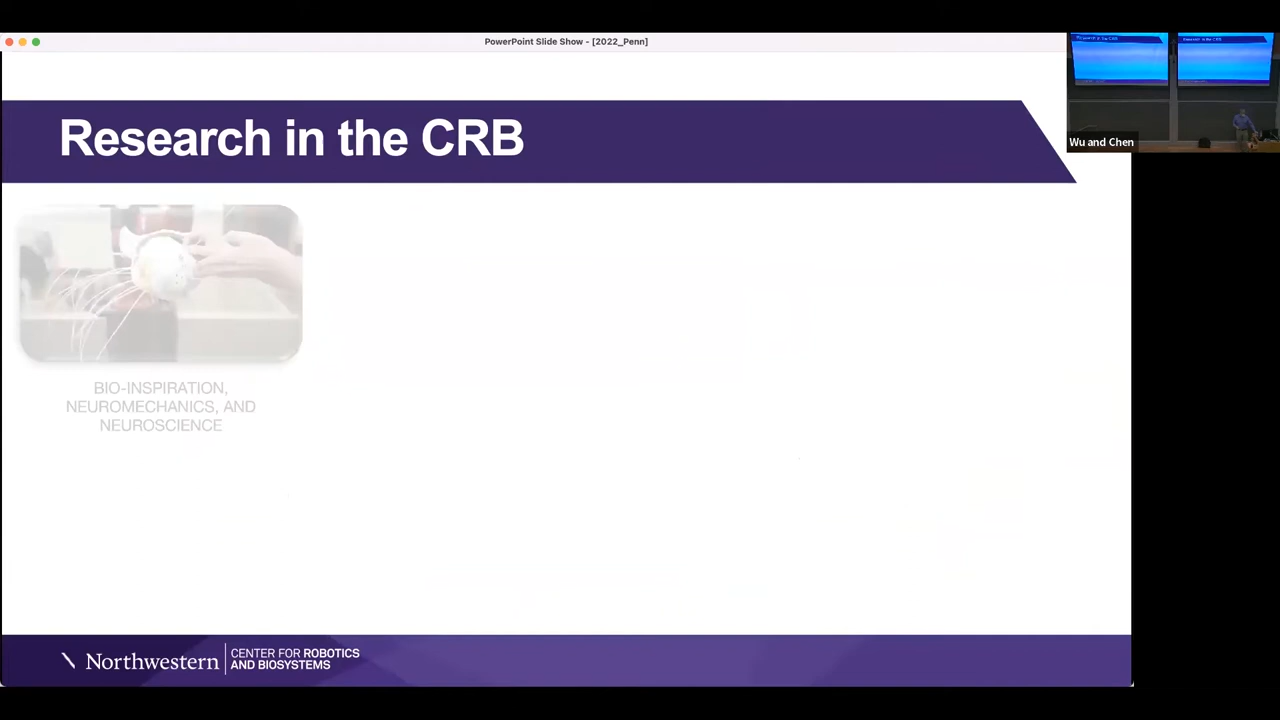 PowerPoint Slide Show - [2022_Penn]
Research in the CRB
Wu and Chen
BIO-INSPIRATION,
NEUROMECHANICS, AND
NEUROSCIENCE
Northwestern
CENTER FOR ROBOTICS
AND BIOSYSTEMS